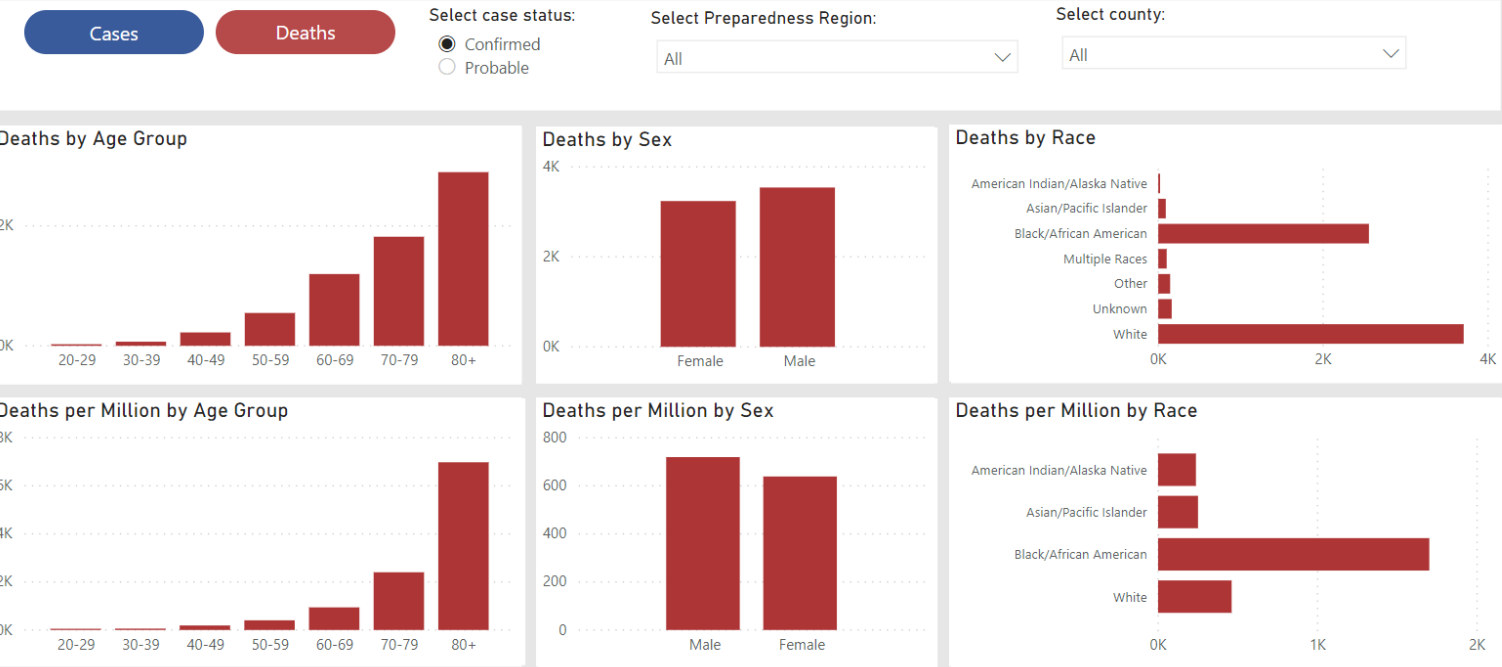 Cases
Deaths
Select case status:
Confirmed
Probable
Select Preparedness Region:
All
Select county:
All
Deaths by Age Group
2K
0K
20-29 30-39 40-49 50-59 60-69 70-79 80+
Deaths by Sex
4K
2K
0K
Female Male
Deaths by Race
American Indian/Alaska Native
Asian/Pacific Islander
Black/African American
Multiple Races
Other
Unknown
White
0K 2K 4K
Deaths per Million by Age Group
8K
6K
4K
2K
0K
20-29 30-39 40-49 50-59 60-69 70-79 80+
Deaths per Million by Sex
800
600
400
200
0
Male Female
Deaths per Million by Race
American Indian/Alaska Native
Asian/Pacific Islander
Black/African American
White
0K 1K 2K